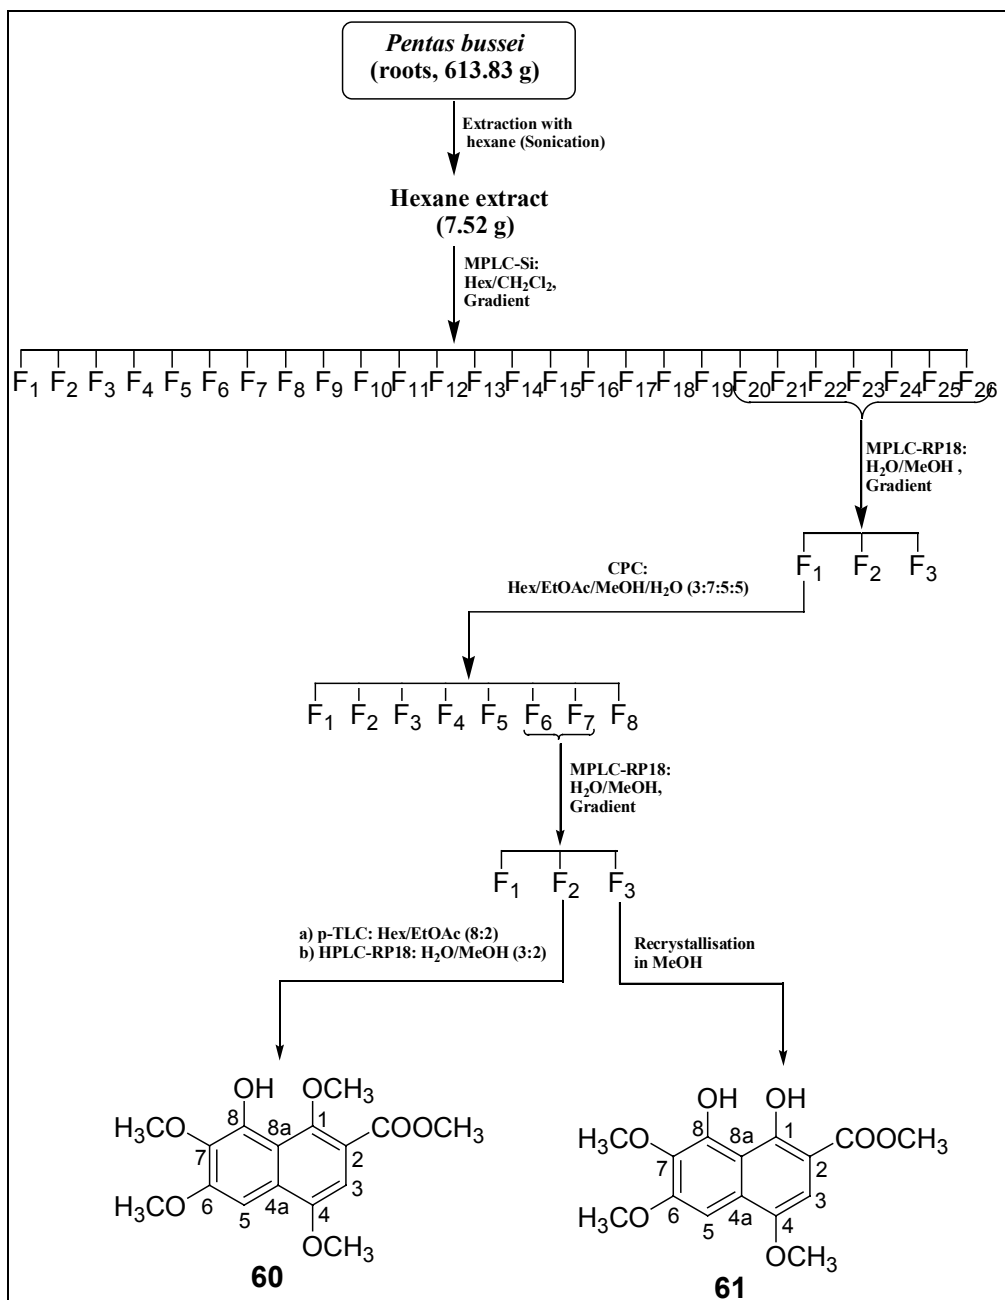 Pentas bussei
(roots, 613.83 g)
Extraction with
hexane (Sonication)
Hexane extract
(7.52 g)
MPLC-Si:
Hex/CH₂Cl₂,
Gradient
F₁ F₂ F₃ F₄ F₅ F₆ F₇ F₈ F₉ F₁₀ F₁₁ F₁₂ F₁₃ F₁₄ F₁₅ F₁₆ F₁₇ F₁₈ F₁₉ F₂₀ F₂₁ F₂₂ F₂₃ F₂₄ F₂₅ F₂₆
MPLC-RP18:
H₂O/MeOH ,
Gradient
F₁ F₂ F₃
CPC:
Hex/EtOAc/MeOH/H₂O (3:7:5:5)
F₁ F₂ F₃ F₄ F₅ F₆ F₇ F₈
MPLC-RP18:
H₂O/MeOH,
Gradient
F₁ F₂ F₃
a) p-TLC: Hex/EtOAc (8:2)
b) HPLC-RP18: H₂O/MeOH (3:2)
Recrystallisation
in MeOH
OH OCH₃
H₃CO 8 8a 1 COOCH₃
7 2
H₃CO 6 5 4a 4 3
OCH₃
60
OH OH
H₃CO 8 8a 1 COOCH₃
7 2
H₃CO 6 5 4a 4 3
OCH₃
61